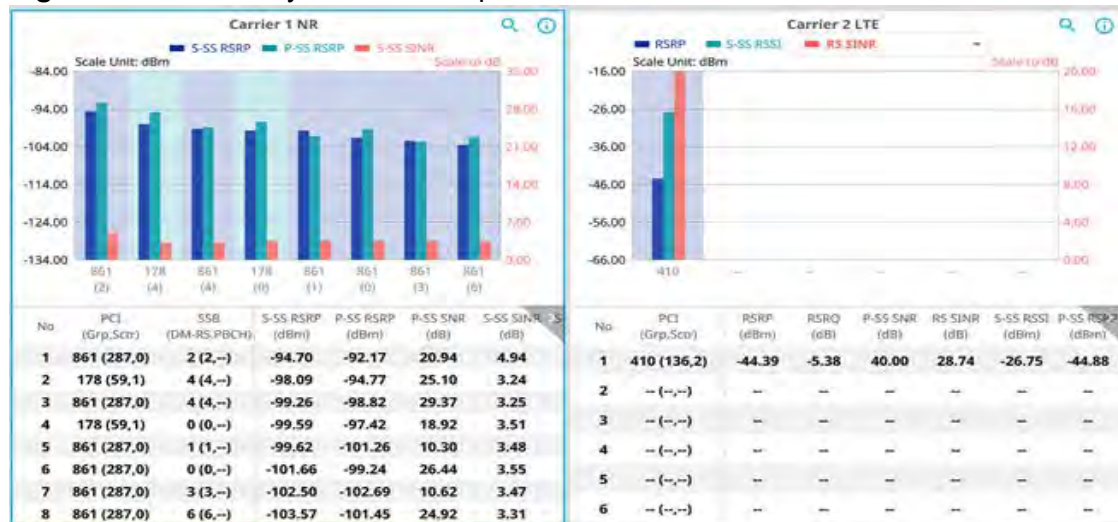 Carrier 1 NR
S-SS RSRP P-SS RSRP S-SS SINR
Scale Unit: dBm Scale to dB
-84.00 35.00
-94.00 28.00
-104.00 21.00
-114.00 14.00
-124.00 7.00
-134.00 0.00
861 178 861 178 861 861 861 861
(2) (4) (4) (0) (1) (0) (3) (6)
No. PCI SSB S-SS RSRP P-SS RSRP P-SS SNR S-SS SINR
(Grp,Sctr) (DM-RS,PBCH) (dBm) (dBm) (dB) (dB)
1 861 (287,0) 2 (2,--) -94.70 -92.17 20.94 4.94
2 178 (59,1) 4 (4,--) -98.09 -94.77 25.10 3.24
3 861 (287,0) 4 (4,--) -99.26 -98.82 29.37 3.25
4 178 (59,1) 0 (0,--) -99.59 -97.42 18.92 3.51
5 861 (287,0) 1 (1,--) -99.62 -101.26 10.30 3.48
6 861 (287,0) 0 (0,--) -101.66 -99.24 26.44 3.55
7 861 (287,0) 3 (3,--) -102.50 -102.69 10.62 3.47
8 861 (287,0) 6 (6,--) -103.57 -101.45 24.92 3.31
Carrier 2 LTE
RSRP S-SS RSSI RS SINR
Scale Unit: dBm Scale to dB
-16.00 20.00
-26.00 16.00
-36.00 12.00
-46.00 8.00
-56.00 4.00
-66.00 0.00
410 -- -- -- -- --
No. PCI RSRP RSRQ P-SS SNR RS SINR S-SS RSSI P-SS RSRP
(Grp,Sctr) (dBm) (dB) (dB) (dB) (dBm) (dBm)
1 410 (136,2) -44.39 -5.38 40.00 28.74 -26.75 -44.88
2 -- (--,--) -- -- -- -- -- --
3 -- (--,--) -- -- -- -- -- --
4 -- (--,--) -- -- -- -- -- --
5 -- (--,--) -- -- -- -- -- --
6 -- (--,--) -- -- -- -- -- --